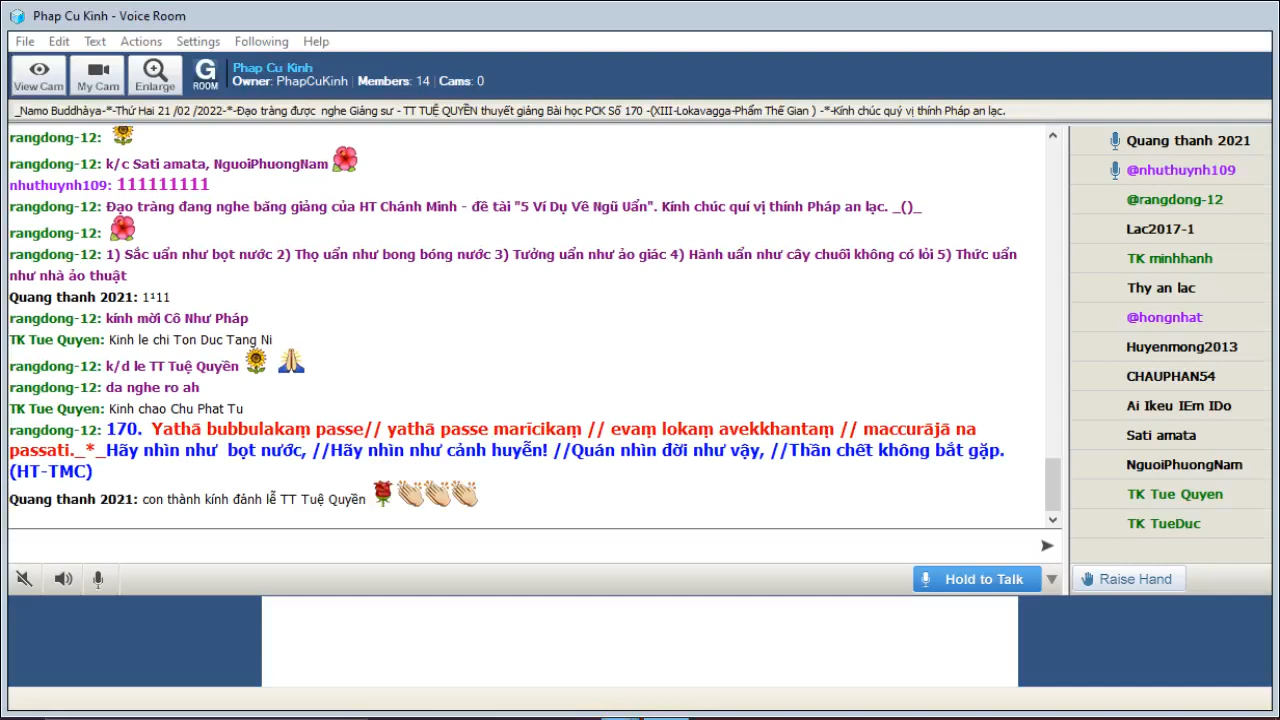 Phap Cu Kinh - Voice Room
File Edit Text Actions Settings Following Help
View Cam My Cam Enlarge G ROOM
Phap Cu Kinh
Owner: PhapCuKinh | Members: 14 | Cams: 0
_Namo Buddhàya-*-Thứ Hai 21 /02 /2022-*-Đạo tràng được nghe Giảng sư - TT TUỆ QUYỀN thuyết giảng Bài học PCK Số 170 -(XIII-Lokavagga-Phẩm Thế Gian ) -*-Kính chúc quý vị thính Pháp an lạc.
rangdong-12:
rangdong-12: k/c Sati amata, NguoiPhuongNam
nhuthuynh109: 111111111
rangdong-12: Đạo tràng đang nghe băng giảng của HT Chánh Minh - đề tài "5 Ví Dụ Về Ngũ Uẩn". Kính chúc quí vị thính Pháp an lạc. _()_
rangdong-12:
rangdong-12: 1) Sắc uẩn như bọt nước 2) Thọ uẩn như bong bóng nước 3) Tưởng uẩn như ảo giác 4) Hành uẩn như cây chuối không có lỏi 5) Thức uẩn
như nhà ảo thuật
Quang thanh 2021: 1¹11
rangdong-12: kính mời Cô Như Pháp
TK Tue Quyen: Kinh le chi Ton Duc Tang Ni
rangdong-12: k/d le TT Tuệ Quyền
rangdong-12: da nghe ro ah
TK Tue Quyen: Kinh chao Chu Phat Tu
rangdong-12: 170. Yathā bubbulakaṃ passe// yathā passe marīcikaṃ // evaṃ lokaṃ avekkhantaṃ // maccurājā na
passati._*_Hãy nhìn như bọt nước, //Hãy nhìn như cảnh huyễn! //Quán nhìn đời như vậy, //Thần chết không bắt gặp.
(HT-TMC)
Quang thanh 2021: con thành kính đảnh lễ TT Tuệ Quyền
Hold to Talk
Quang thanh 2021
@nhuthuynh109
@rangdong-12
Lac2017-1
TK minhhanh
Thy an lac
@hongnhat
Huyenmong2013
CHAUPHAN54
Ai Ikeu IEm IDo
Sati amata
NguoiPhuongNam
TK Tue Quyen
TK TueDuc
Raise Hand